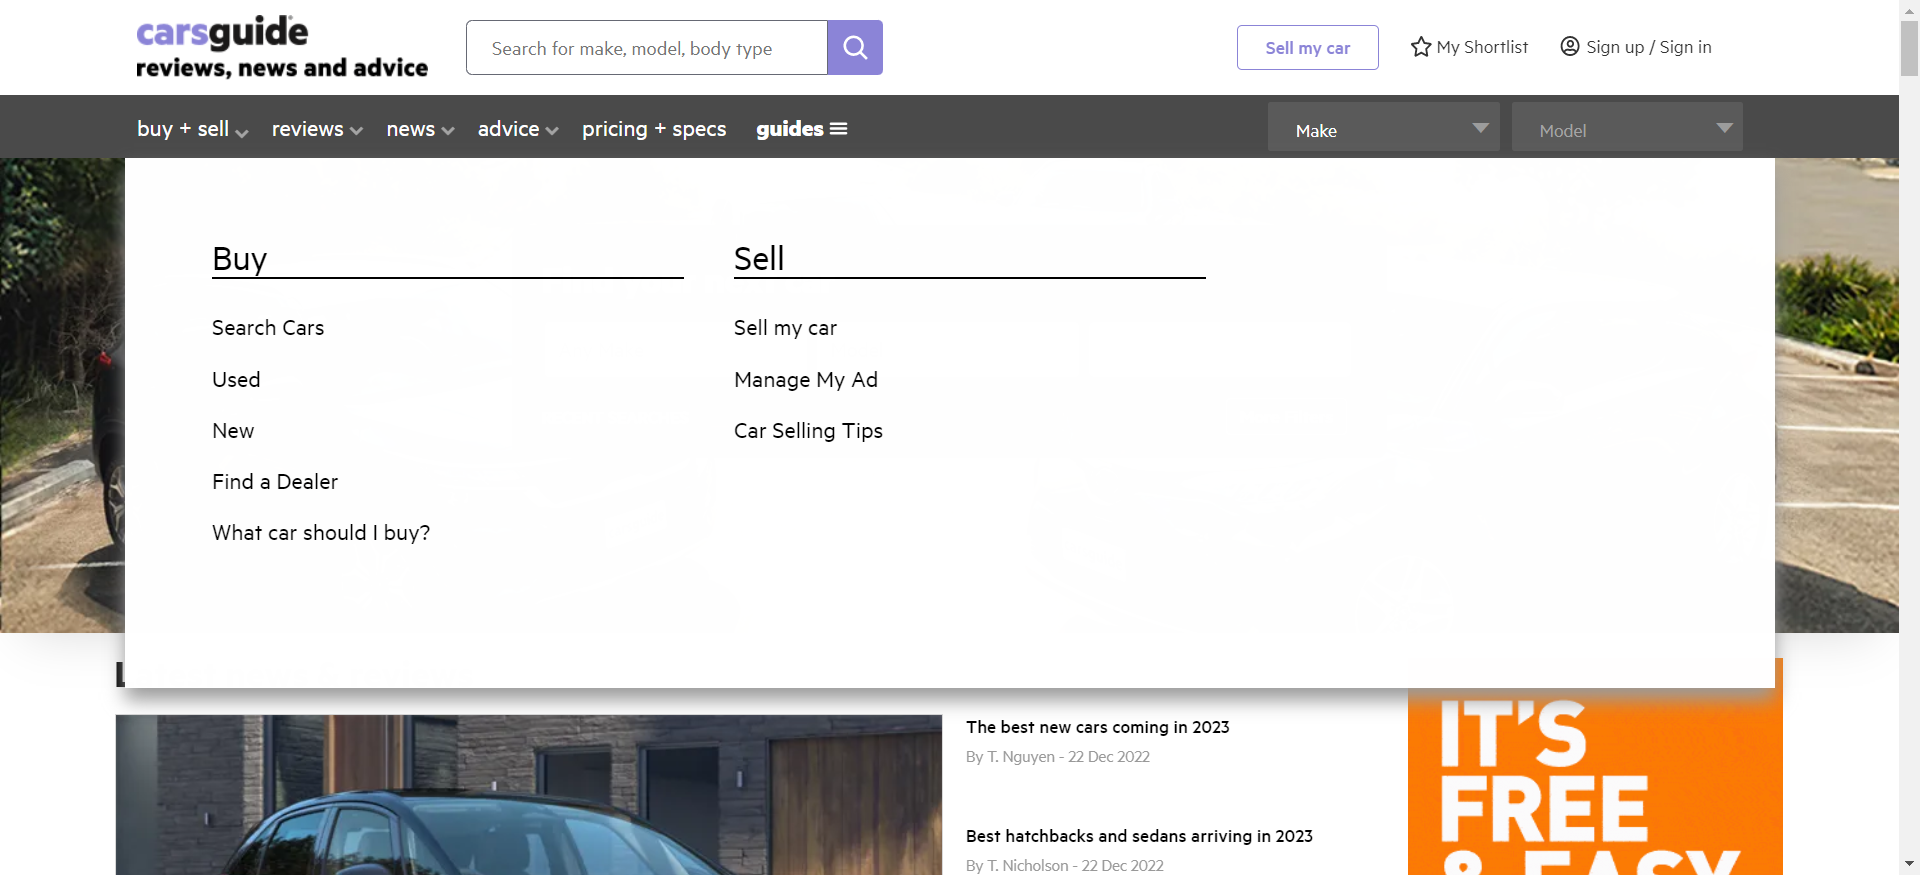 carsguide
reviews, news and advice
Search for make, model, body type
Sell my car
My Shortlist
Sign up / Sign in
buy + sell
reviews
news
advice
pricing + specs
guides
Make
Model
Buy
Search Cars
Used
New
Find a Dealer
What car should I buy?
Sell
Sell my car
Manage My Ad
Car Selling Tips
The best new cars coming in 2023
By T. Nguyen - 22 Dec 2022
Best hatchbacks and sedans arriving in 2023
By T. Nicholson - 22 Dec 2022
IT'S
FREE
& EASY